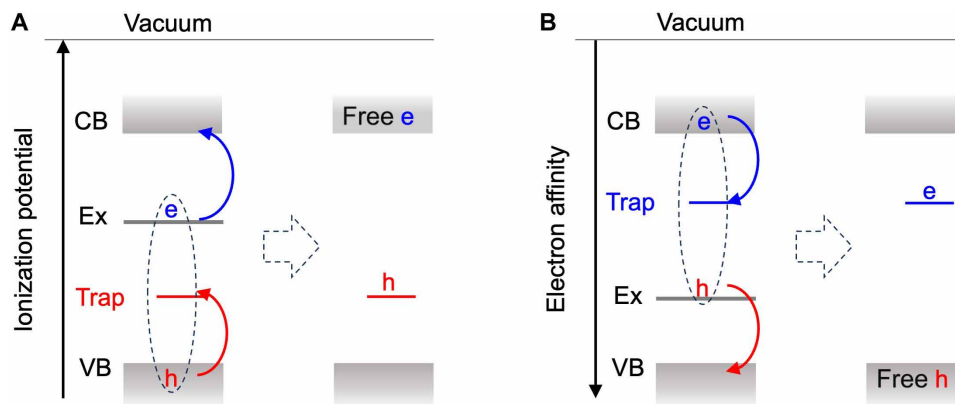 A
Vacuum
Ionization potential
CB
Free e
Ex
e
Trap
h
VB
h
B
Vacuum
Electron affinity
CB
e
Trap
e
Ex
h
VB
Free h